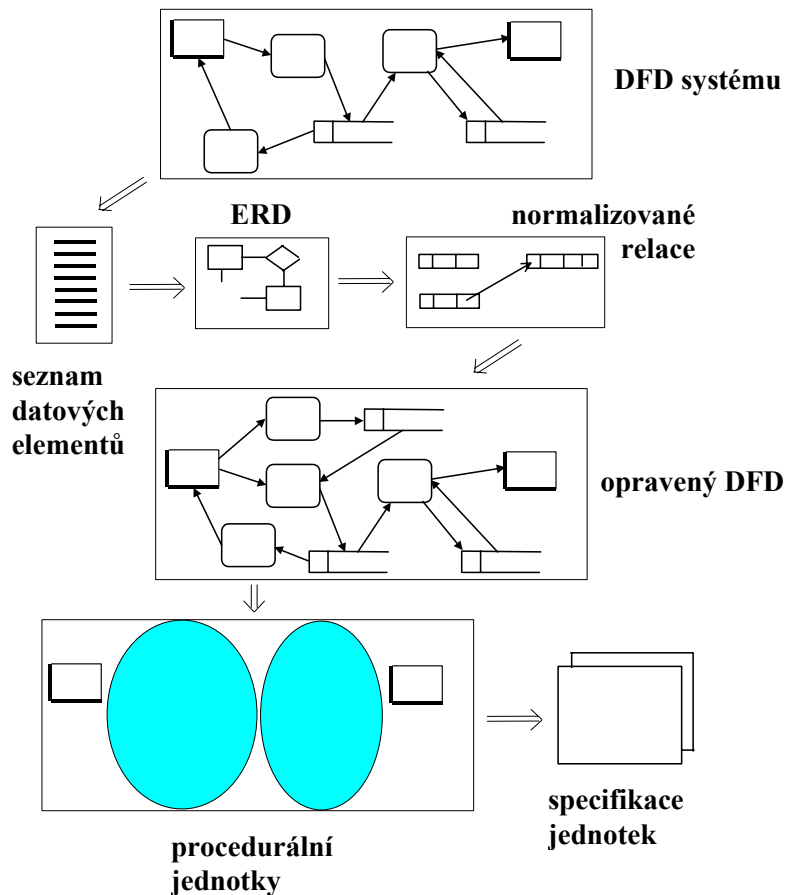 DFD systému
ERD
normalizované
relace
seznam
datových
elementů
opravený DFD
procedurální
jednotky
specifikace
jednotek